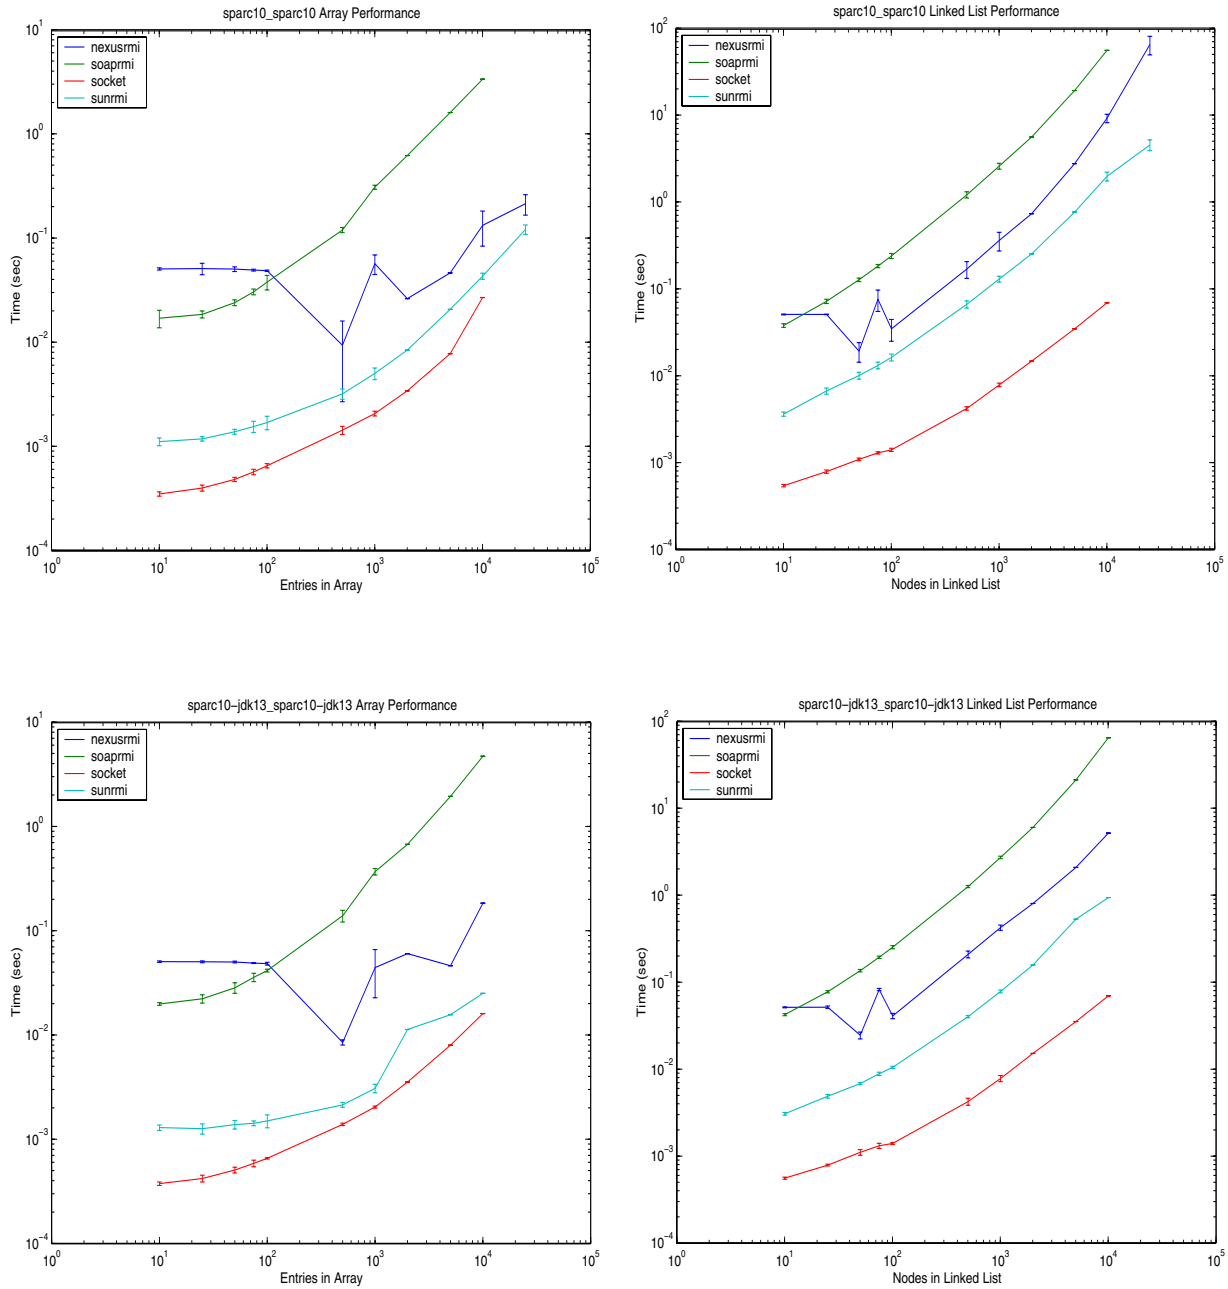 sparc10_sparc10 Array Performance
nexusrmi
soaprmi
socket
sunrmi
10^1
10^0
10^−1
10^−2
10^−3
10^−4
Time (sec)
10^0 10^1 10^2 10^3 10^4 10^5
Entries in Array
sparc10_sparc10 Linked List Performance
nexusrmi
soaprmi
socket
sunrmi
10^2
10^1
10^0
10^−1
10^−2
10^−3
10^−4
Time (sec)
10^0 10^1 10^2 10^3 10^4 10^5
Nodes in Linked List
sparc10−jdk13_sparc10−jdk13 Array Performance
nexusrmi
soaprmi
socket
sunrmi
10^1
10^0
10^−1
10^−2
10^−3
10^−4
Time (sec)
10^0 10^1 10^2 10^3 10^4 10^5
Entries in Array
sparc10−jdk13_sparc10−jdk13 Linked List Performance
nexusrmi
soaprmi
socket
sunrmi
10^2
10^1
10^0
10^−1
10^−2
10^−3
10^−4
Time (sec)
10^0 10^1 10^2 10^3 10^4 10^5
Nodes in Linked List